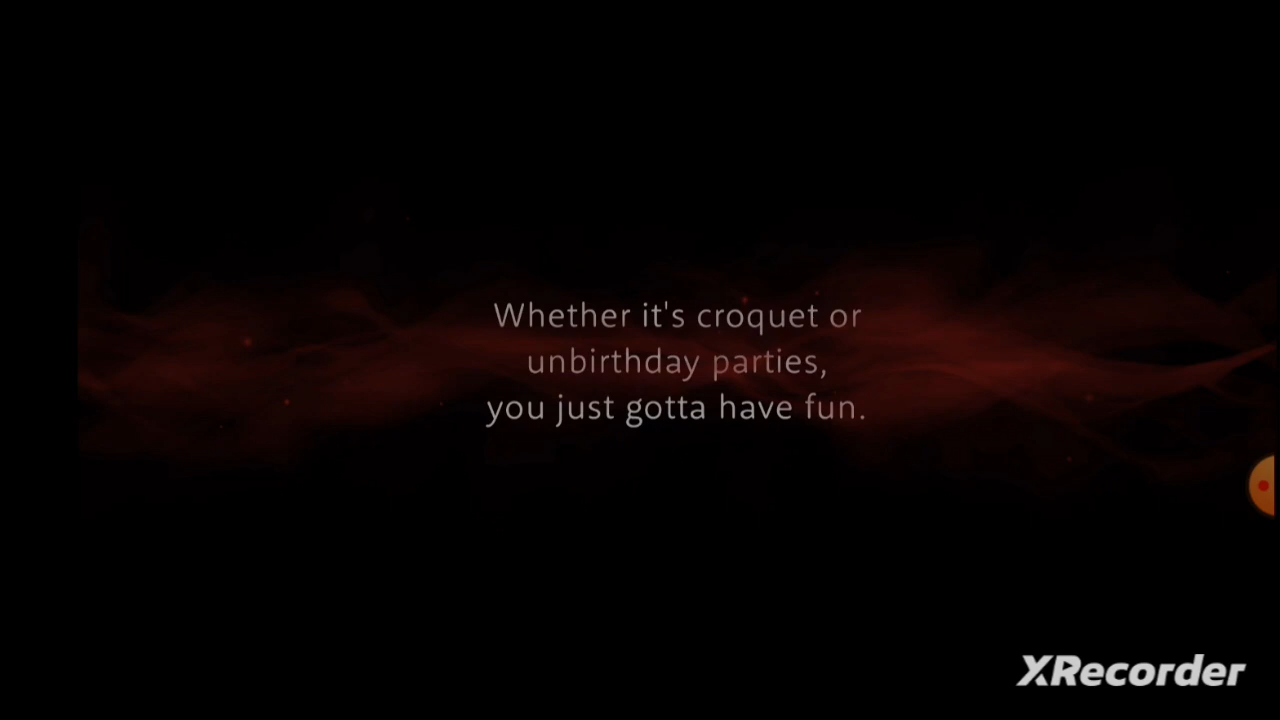 Whether it's croquet or
unbirthday parties,
you just gotta have fun.
XRecorder